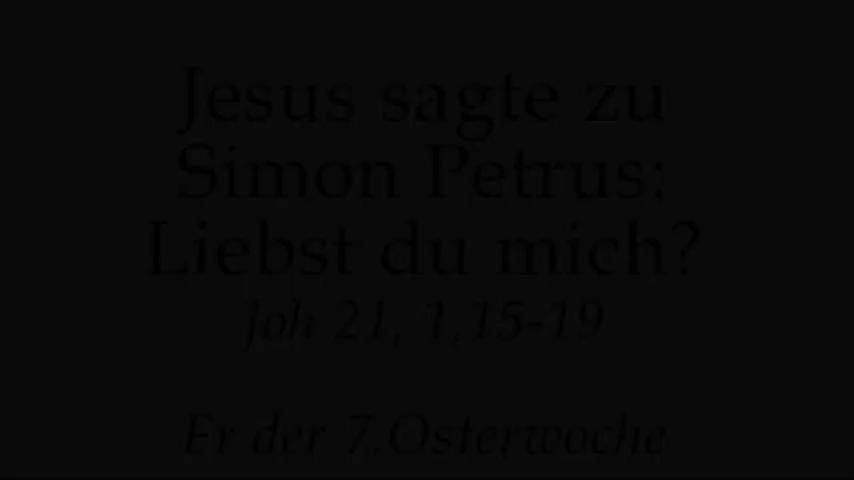 Jesus sagte zu
Simon Petrus:
Liebst du mich?
Joh 21, 1,15-19
Fr der 7.Osterwoche